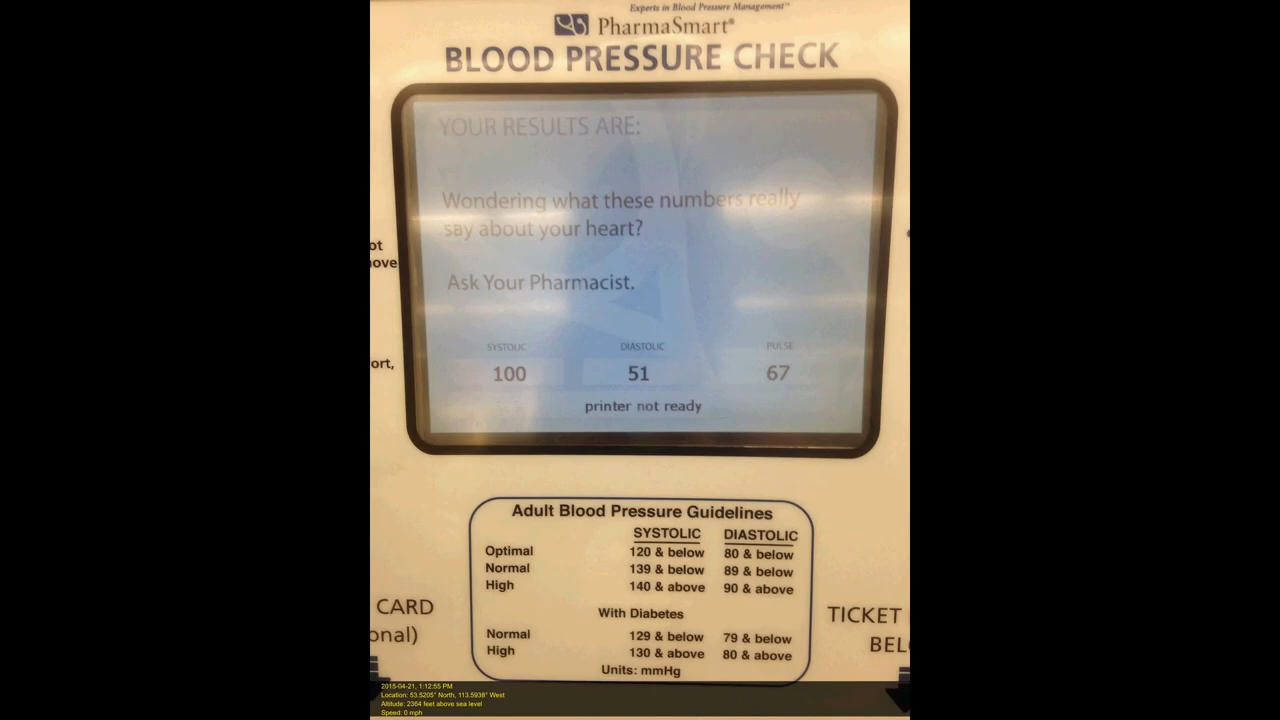 Experts in Blood Pressure Management™
PharmaSmart®
BLOOD PRESSURE CHECK
YOUR RESULTS ARE:
Wondering what these numbers really
say about your heart?
Ask Your Pharmacist.
SYSTOLIC DIASTOLIC PULSE
100 51 67
printer not ready
ot
ove
ort,
Adult Blood Pressure Guidelines
SYSTOLIC DIASTOLIC
Optimal 120 & below 80 & below
Normal 139 & below 89 & below
High 140 & above 90 & above
With Diabetes
Normal 129 & below 79 & below
High 130 & above 80 & above
Units: mmHg
CARD
onal)
TICKET
BEL
2015-04-21, 1:12:55 PM
Location: 53.5205° North, 113.5938° West
Altitude: 2364 feet above sea level
Speed: 0 mph